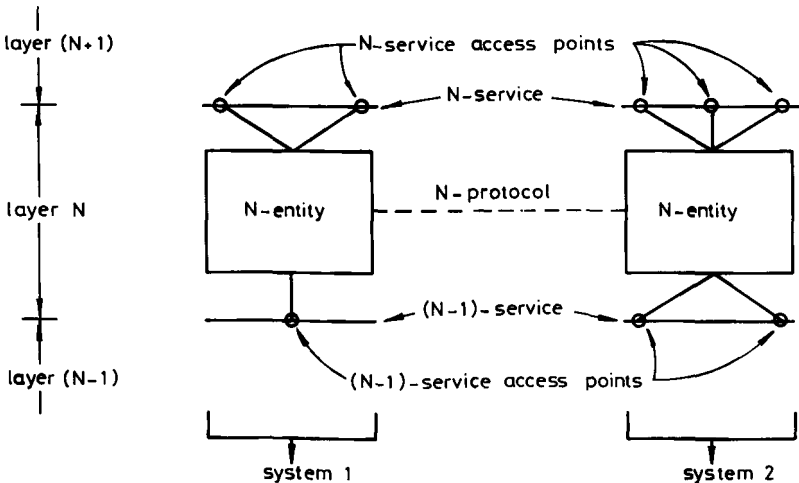 layer (N+1)
N-service access points
N-service
layer N
N-entity
N-protocol
N-entity
(N-1)-service
layer (N-1)
(N-1)-service access points
system 1
system 2